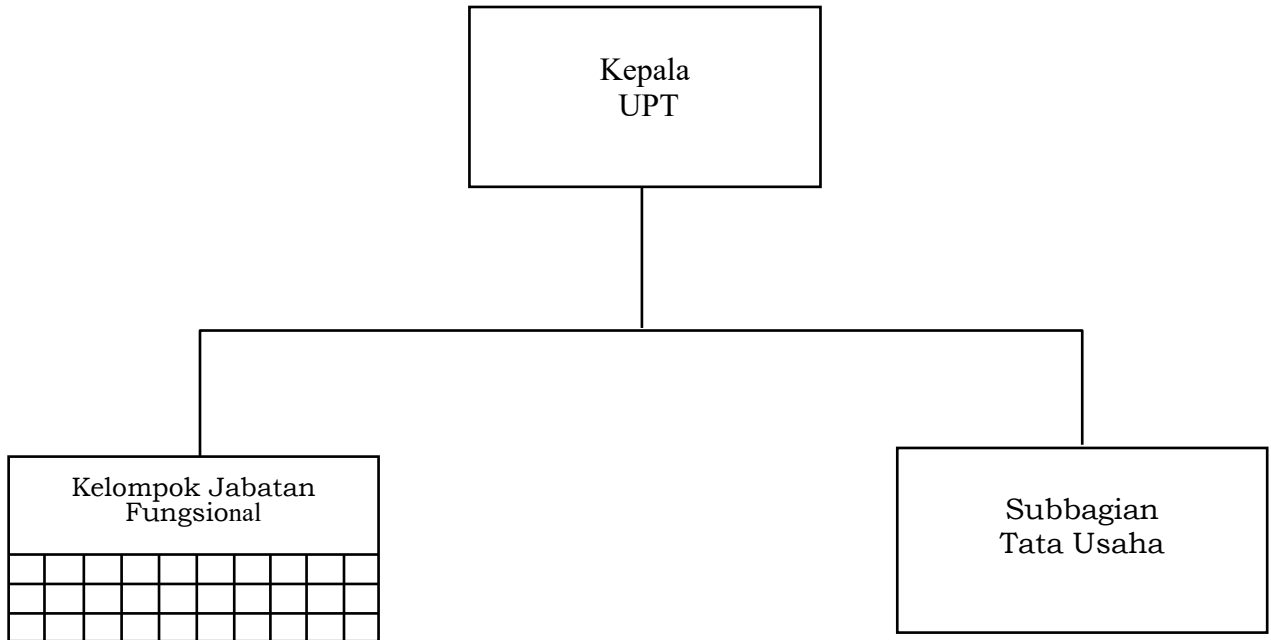 Kepala
UPT
Kelompok Jabatan
Fungsional
Subbagian
Tata Usaha